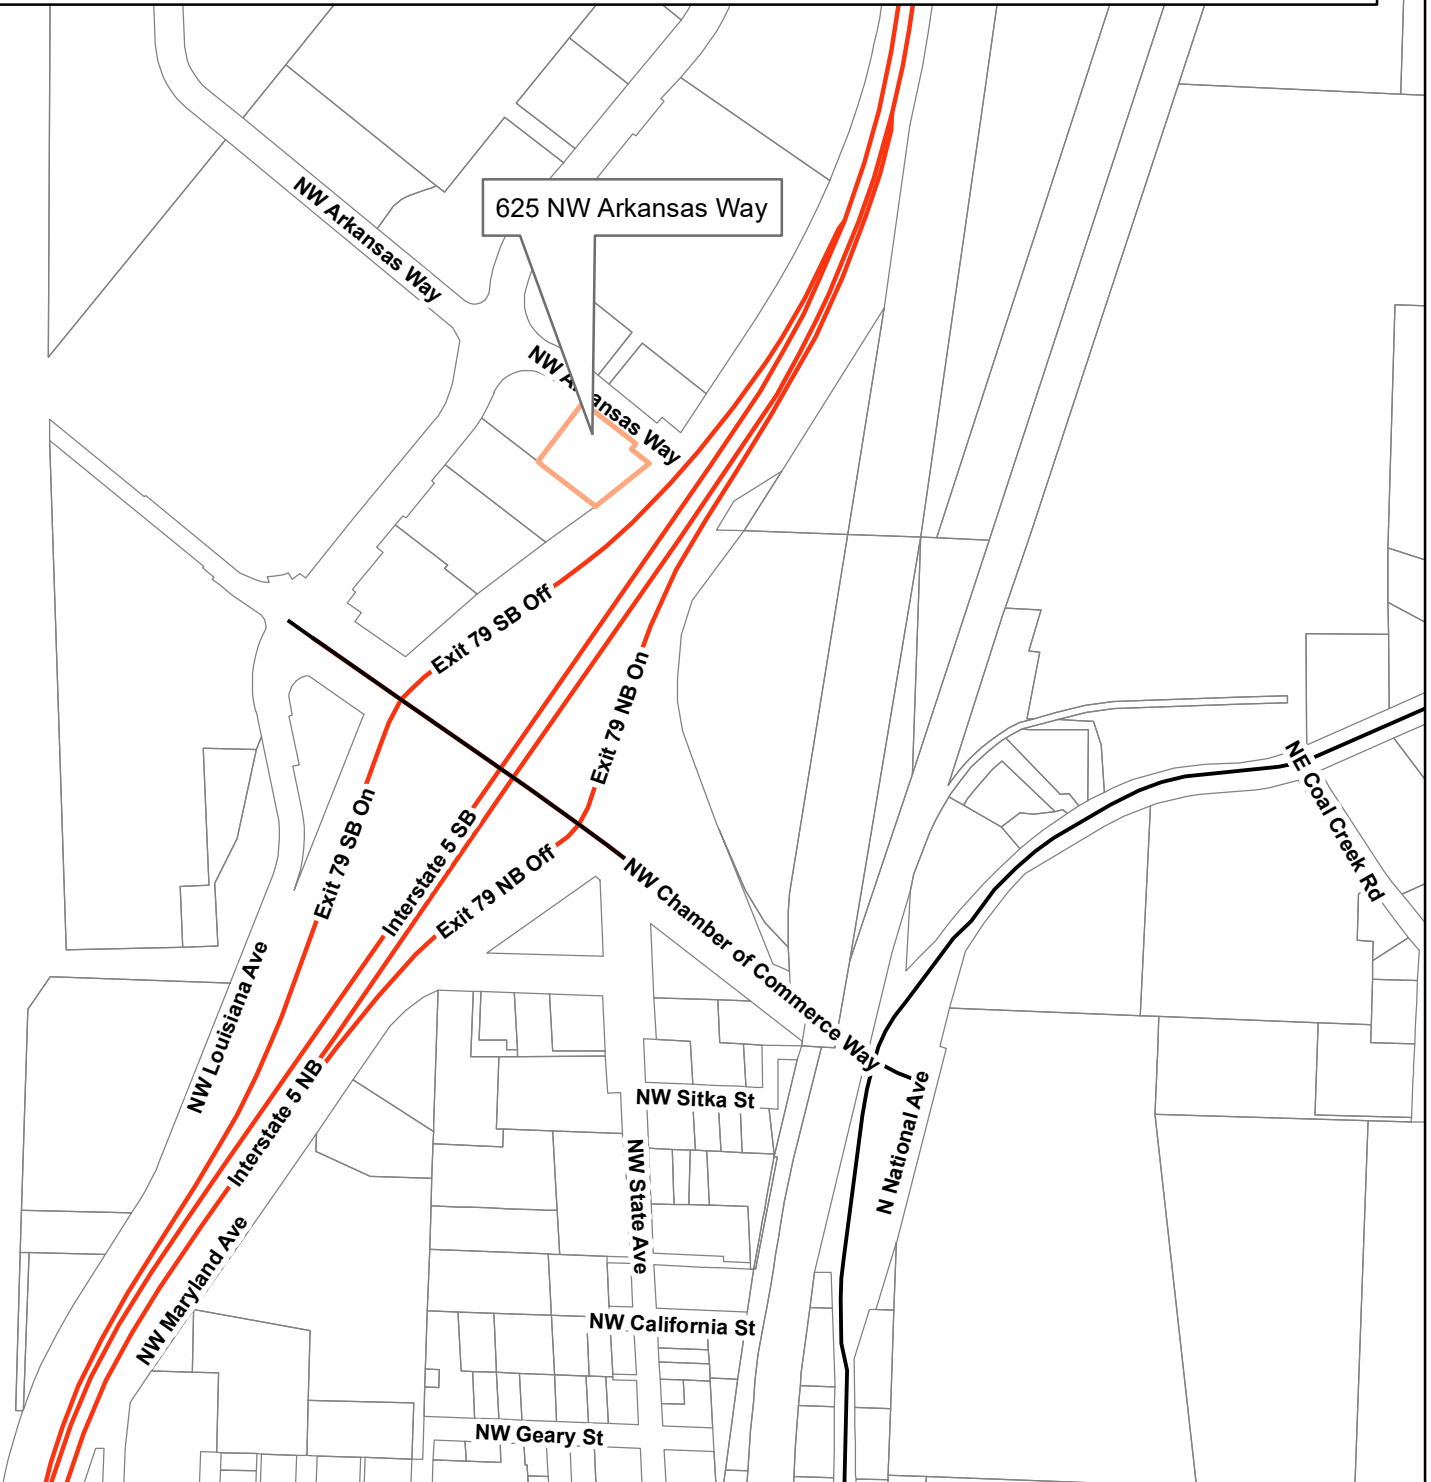 NW Arkansas Way
625 NW Arkansas Way
NW Arkansas Way
Exit 79 SB Off
Exit 79 NB On
Exit 79 SB On
Interstate 5 SB
Exit 79 NB Off
NE Coal Creek Rd
NW Chamber of Commerce Way
NW Louisiana Ave
Interstate 5 NB
NW Sitka St
N National Ave
NW State Ave
NW Maryland Ave
NW California St
NW Geary St